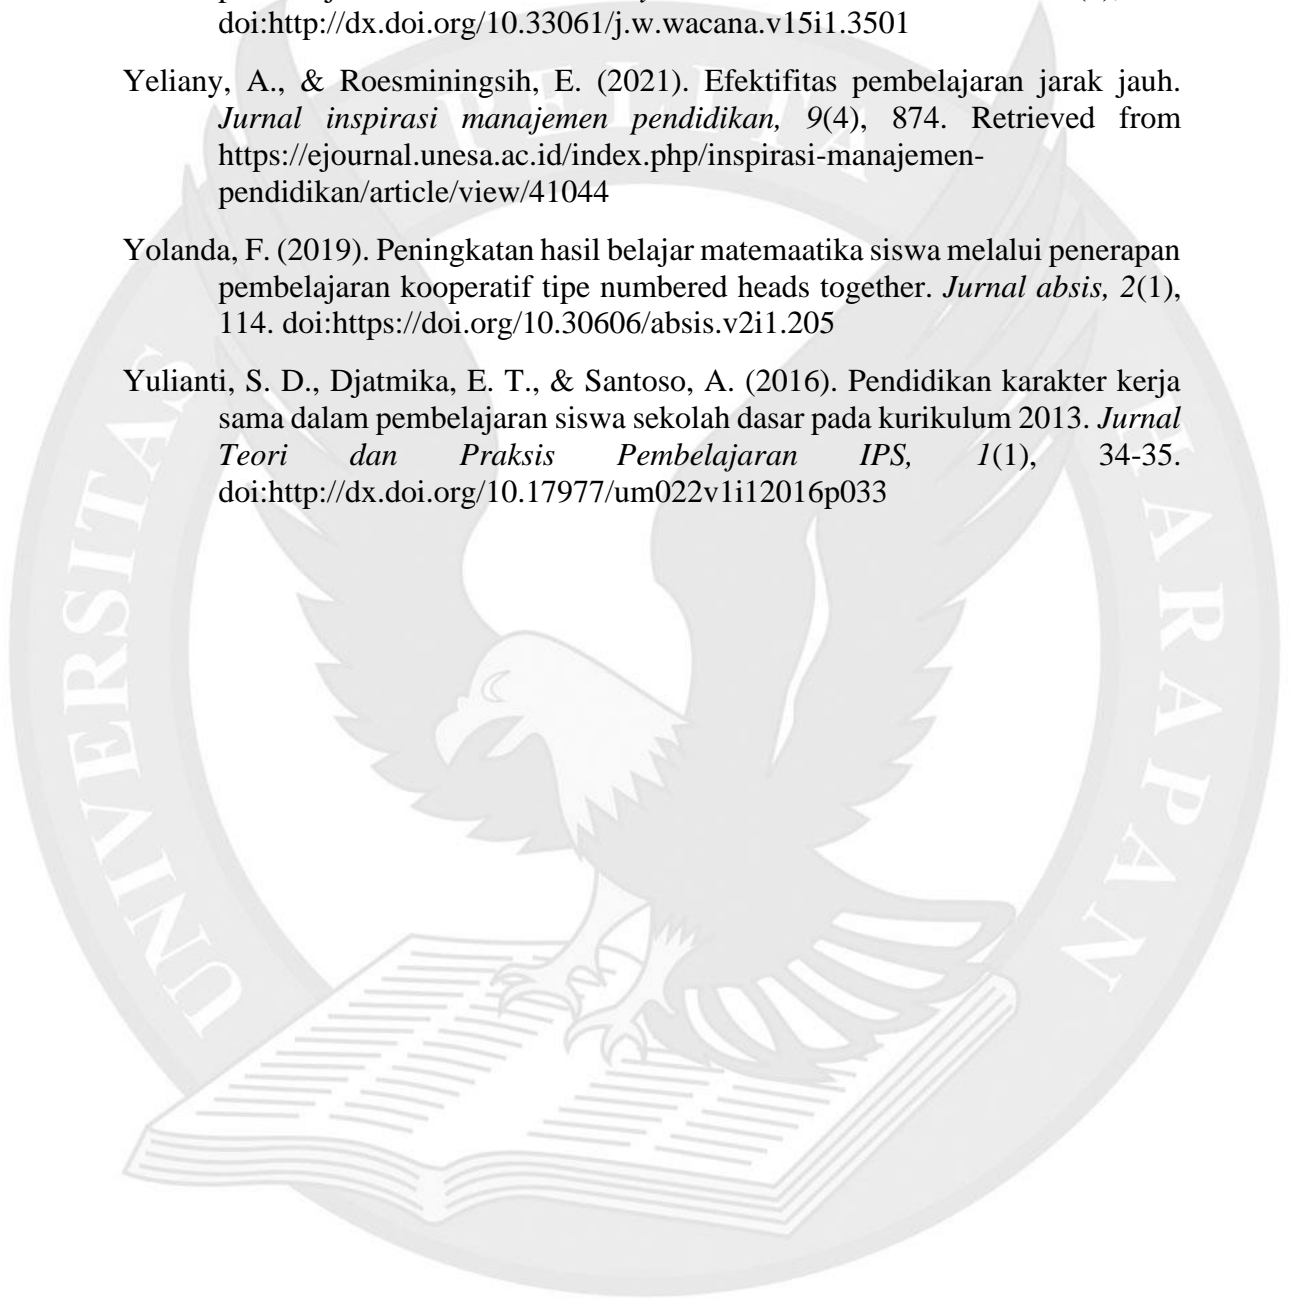 doi:http://dx.doi.org/10.33061/j.w.wacana.v15i1.3501
Yeliany, A., & Roesminingsih, E. (2021). Efektifitas pembelajaran jarak jauh.
Jurnal inspirasi manajemen pendidikan, 9(4), 874. Retrieved from
https://ejournal.unesa.ac.id/index.php/inspirasi-manajemen-
pendidikan/article/view/41044
Yolanda, F. (2019). Peningkatan hasil belajar matemaatika siswa melalui penerapan
pembelajaran kooperatif tipe numbered heads together. Jurnal absis, 2(1),
114. doi:https://doi.org/10.30606/absis.v2i1.205
Yulianti, S. D., Djatmika, E. T., & Santoso, A. (2016). Pendidikan karakter kerja
sama dalam pembelajaran siswa sekolah dasar pada kurikulum 2013. Jurnal
Teori dan Praksis Pembelajaran IPS, 1(1), 34-35.
doi:http://dx.doi.org/10.17977/um022v1i12016p033
UNIVERSITAS PELITA HARAPAN